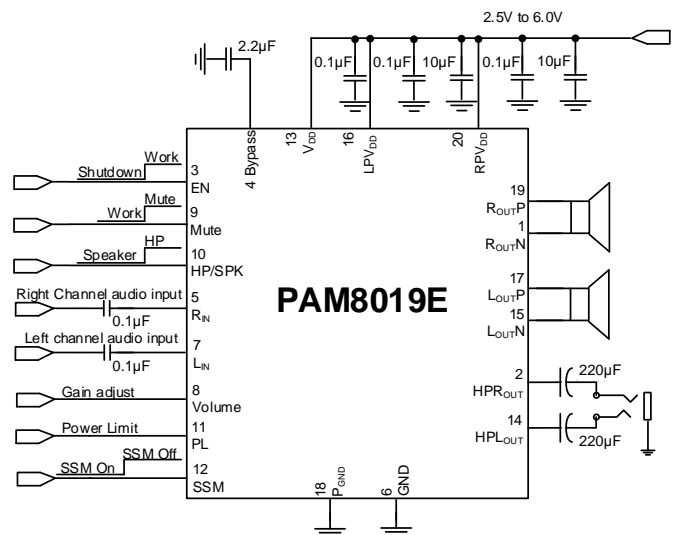 2.5V to 6.0V
2.2µF
0.1µF
0.1µF
10µF
0.1µF
10µF
4 Bypass
13
VDD
16
LPVDD
20
RPVDD
Work
Shutdown
3
EN
Mute
Work
9
Mute
HP
Speaker
10
HP/SPK
Right Channel audio input
5
0.1µF
RIN
Left channel audio input
7
0.1µF
LIN
Gain adjust
8
Volume
Power Limit
11
PL
SSM Off
SSM On
12
SSM
PAM8019E
19
ROUTP
1
ROUTN
17
LOUTP
15
LOUTN
2
220µF
HPROUT
14
HPLOUT
220µF
18
PGND
6
GND